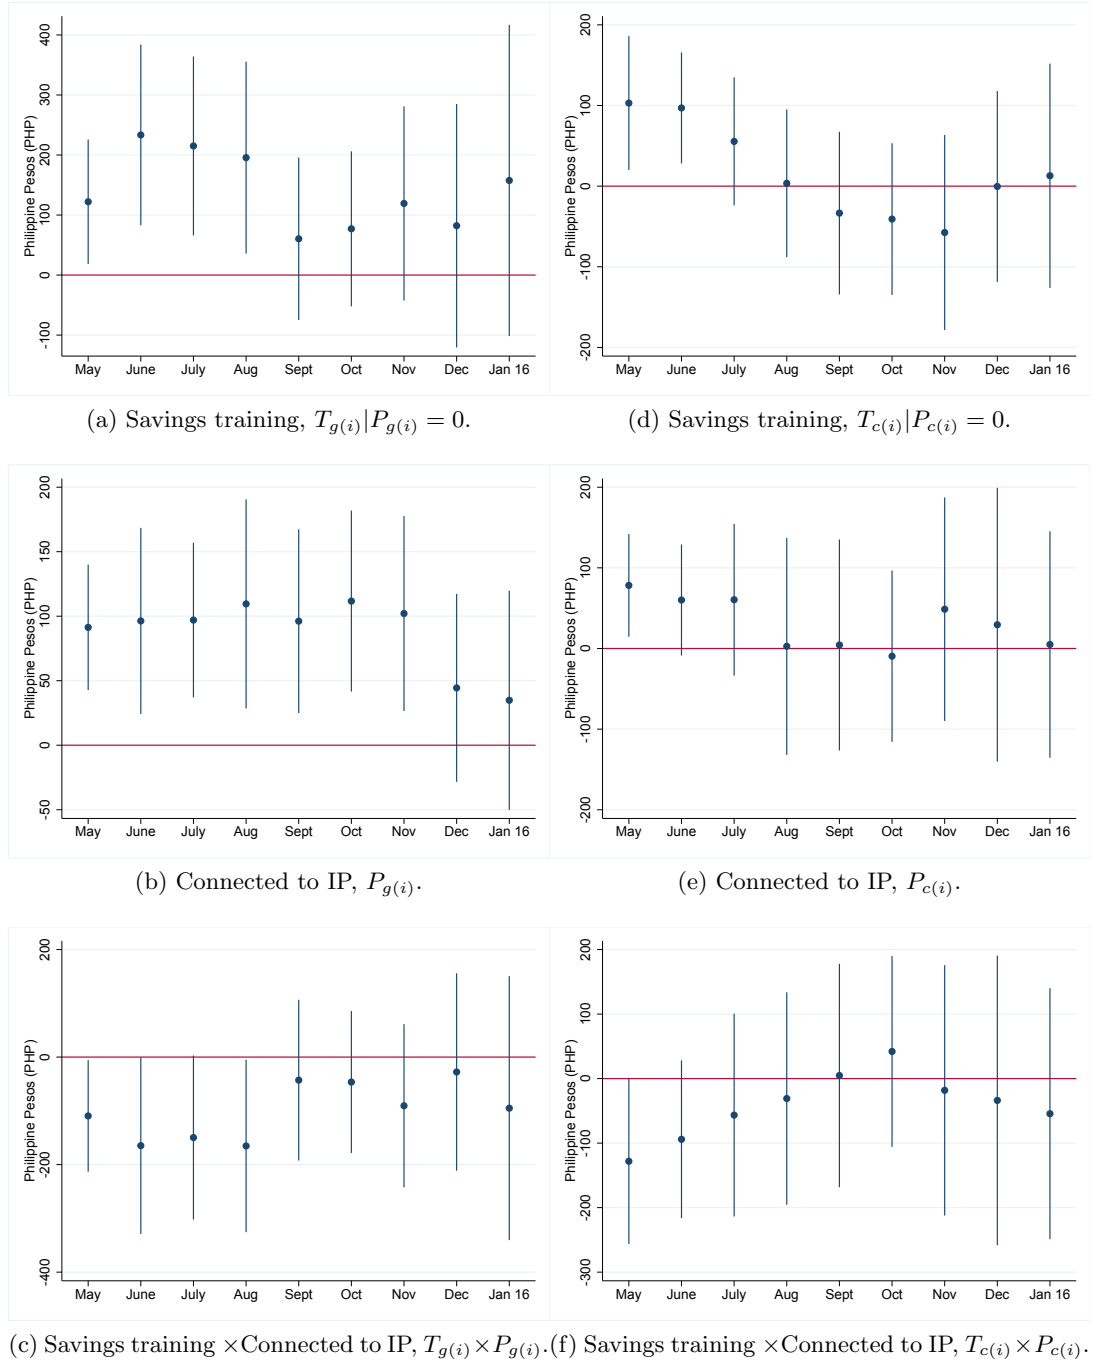 Philippine Pesos (PHP)
400
300
200
100
0
-100
May June July Aug Sept Oct Nov Dec Jan 16
(a) Savings training, T_{g(i)}|P_{g(i)} = 0.
Philippine Pesos (PHP)
200
100
0
-100
-200
May June July Aug Sept Oct Nov Dec Jan 16
(d) Savings training, T_{c(i)}|P_{c(i)} = 0.
Philippine Pesos (PHP)
200
150
100
50
0
-50
May June July Aug Sept Oct Nov Dec Jan 16
(b) Connected to IP, P_{g(i)}.
Philippine Pesos (PHP)
200
100
0
-100
-200
May June July Aug Sept Oct Nov Dec Jan 16
(e) Connected to IP, P_{c(i)}.
Philippine Pesos (PHP)
200
0
-200
-400
May June July Aug Sept Oct Nov Dec Jan 16
(c) Savings training ×Connected to IP, T_{g(i)}×P_{g(i)}.
Philippine Pesos (PHP)
200
100
0
-100
-200
-300
May June July Aug Sept Oct Nov Dec Jan 16
(f) Savings training ×Connected to IP, T_{c(i)}×P_{c(i)}.